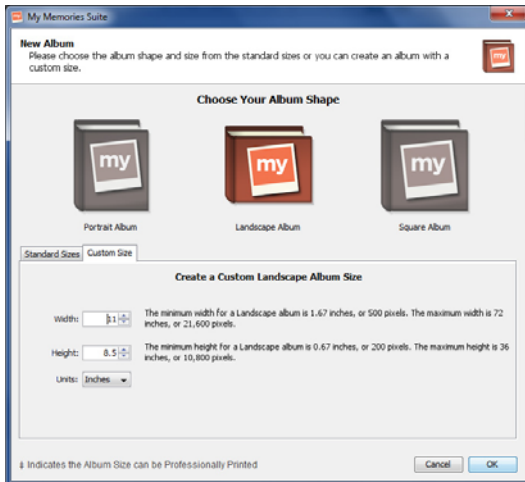 My Memories Suite
New Album
Please choose the album shape and size from the standard sizes or you can create an album with a
custom size.
my
Choose Your Album Shape
my
my
my
Portrait Album
Landscape Album
Square Album
Standard Sizes
Custom Size
Create a Custom Landscape Album Size
Width:
11
The minimum width for a Landscape album is 1.67 inches, or 500 pixels. The maximum width is 72
inches, or 21,600 pixels.
Height:
8.5
The minimum height for a Landscape album is 0.67 inches, or 200 pixels. The maximum height is 36
inches, or 10,800 pixels.
Units:
Inches
Indicates the Album Size can be Professionally Printed
Cancel
OK